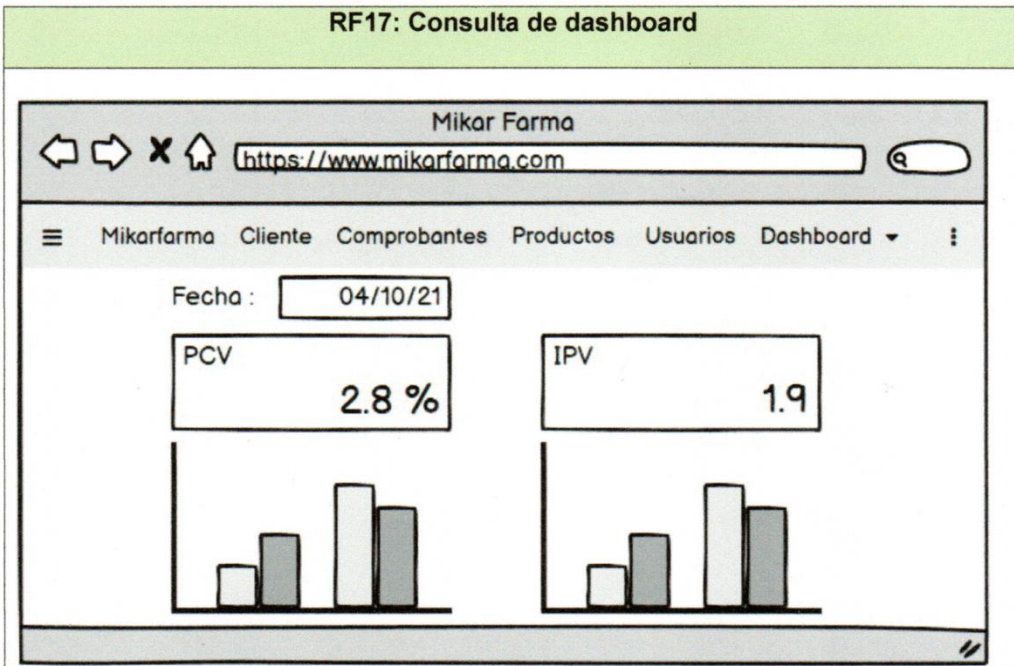 RF17: Consulta de dashboard
Mikar Farma
https://www.mikarfarma.com
Mikarfarma Cliente Comprobantes Productos Usuarios Dashboard
Fecha : 04/10/21
PCV IPV
2.8 % 1.9